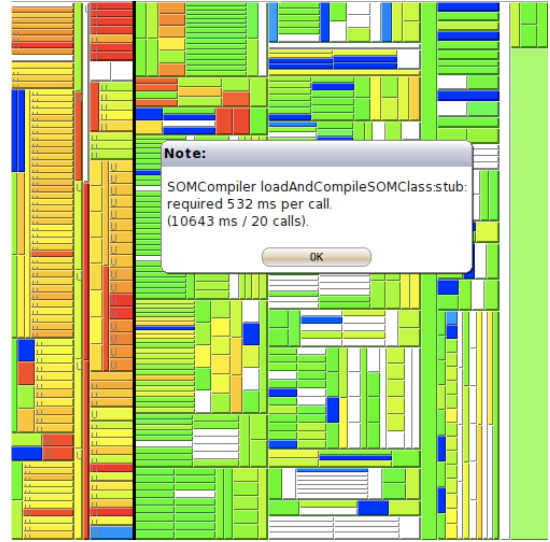 Note:
SOMCompiler loadAndCompileSOMClass:stub:
required 532 ms per call.
(10643 ms / 20 calls).
OK